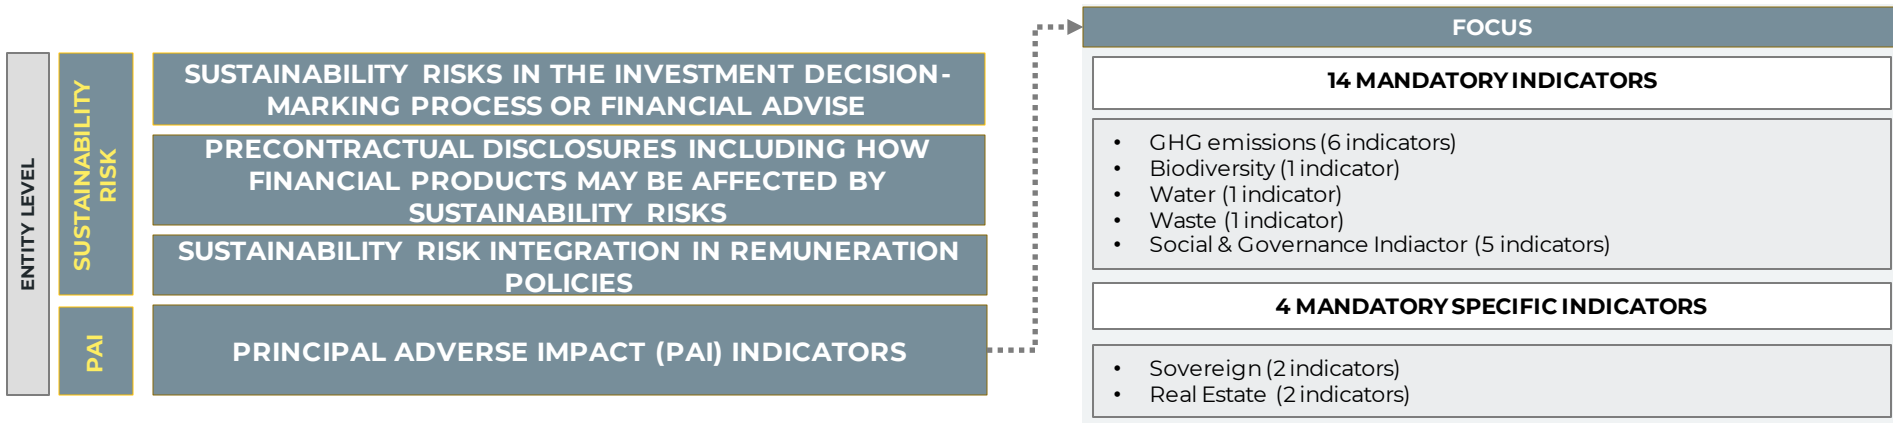 ENTITY LEVEL
SUSTAINABILITY
RISK
SUSTAINABILITY RISKS IN THE INVESTMENT DECISION-
MARKING PROCESS OR FINANCIAL ADVISE
PRECONTRACTUAL DISCLOSURES INCLUDING HOW
FINANCIAL PRODUCTS MAY BE AFFECTED BY
SUSTAINABILITY RISKS
SUSTAINABILITY RISK INTEGRATION IN REMUNERATION
POLICIES
PAI
PRINCIPAL ADVERSE IMPACT (PAI) INDICATORS
FOCUS
14 MANDATORY INDICATORS
• GHG emissions (6 indicators)
• Biodiversity (1 indicator)
• Water (1 indicator)
• Waste (1 indicator)
• Social & Governance Indiactor (5 indicators)
4 MANDATORY SPECIFIC INDICATORS
• Sovereign (2 indicators)
• Real Estate (2 indicators)